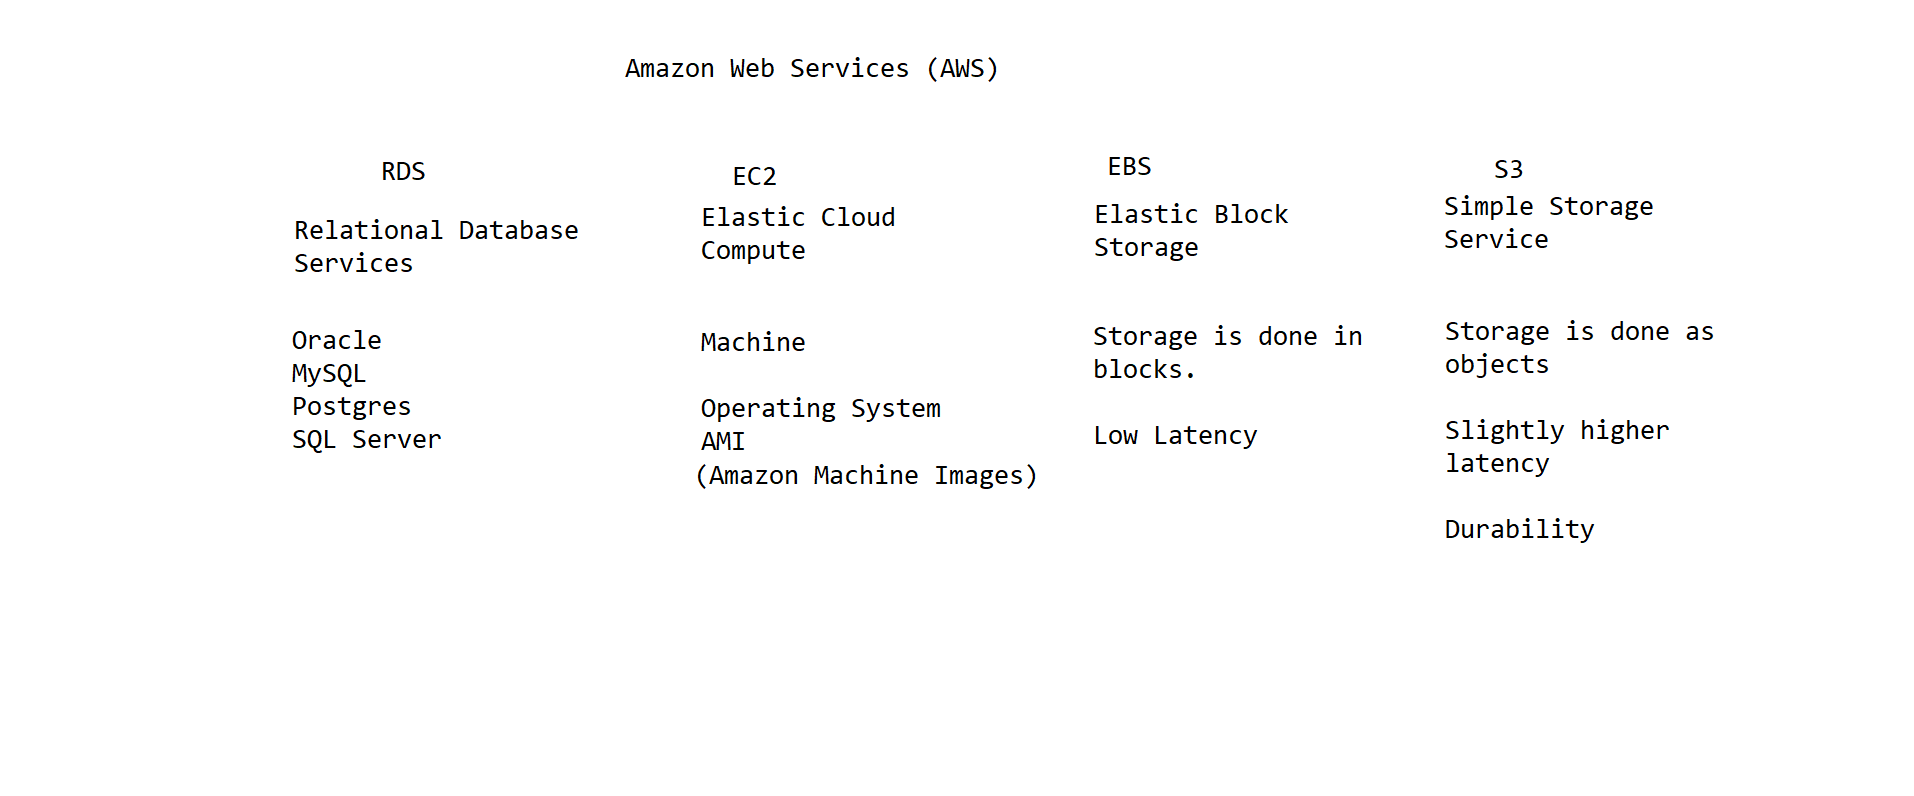 Amazon Web Services (AWS)
RDS
Relational Database
Services
Oracle
MySQL
Postgres
SQL Server
EC2
Elastic Cloud
Compute
Machine
Operating System
AMI
(Amazon Machine Images)
EBS
Elastic Block
Storage
Storage is done in
blocks.
Low Latency
S3
Simple Storage
Service
Storage is done as
objects
Slightly higher
latency
Durability